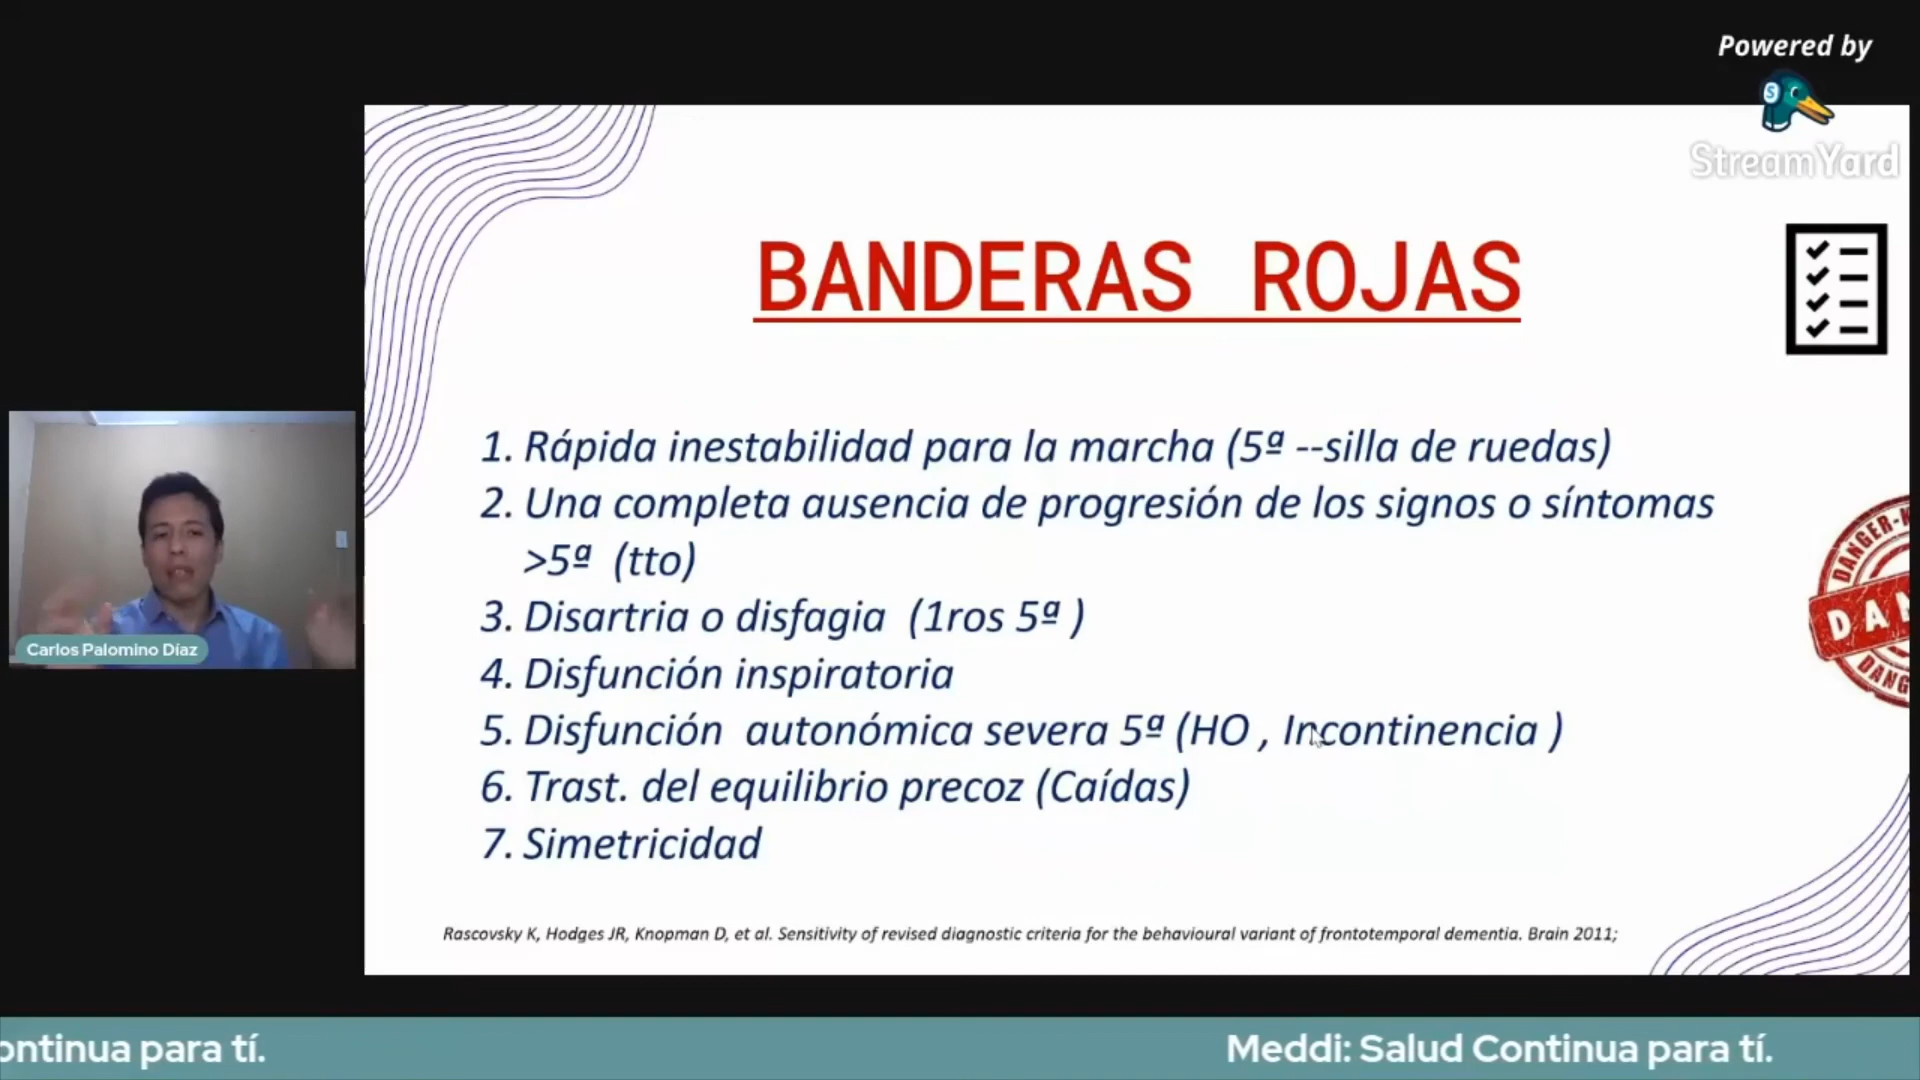 Powered by
StreamYard
BANDERAS ROJAS
1. Rápida inestabilidad para la marcha (5ª --silla de ruedas)
2. Una completa ausencia de progresión de los signos o síntomas
>5ª (tto)
3. Disartria o disfagia (1ros 5ª )
4. Disfunción inspiratoria
5. Disfunción autonómica severa 5ª (HO , Incontinencia )
6. Trast. del equilibrio precoz (Caídas)
7. Simetricidad
DANGER-
DAN
DANG
Carlos Palomino Díaz
Rascovsky K, Hodges JR, Knopman D, et al. Sensitivity of revised diagnostic criteria for the behavioural variant of frontotemporal dementia. Brain 2011;
ontinua para tí.
Meddi: Salud Continua para tí.